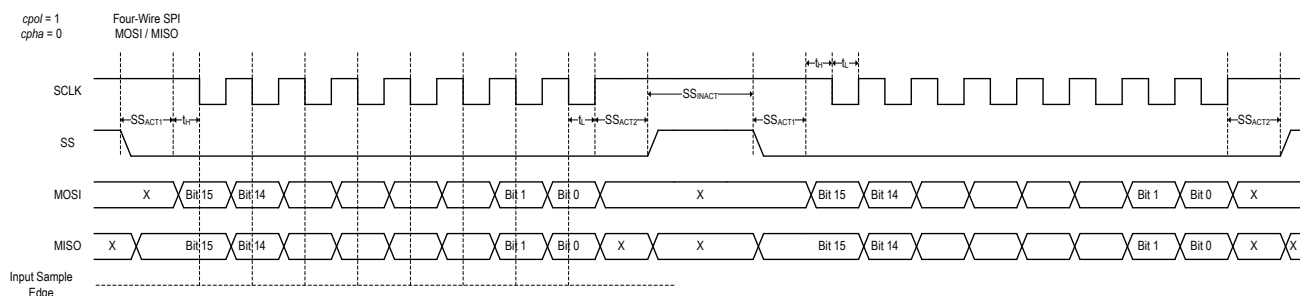 cpol = 1 Four-Wire SPI
cpha = 0 MOSI / MISO
tH tL
SCLK SSINACT
SSACT1 tH tL SSACT2 SSACT1 SSACT2
SS
MOSI X Bit 15 Bit 14 Bit 1 Bit 0 X Bit 15 Bit 14 Bit 1 Bit 0 X
MISO X Bit 15 Bit 14 Bit 1 Bit 0 X X Bit 15 Bit 14 Bit 1 Bit 0 X X
Input Sample
Edge